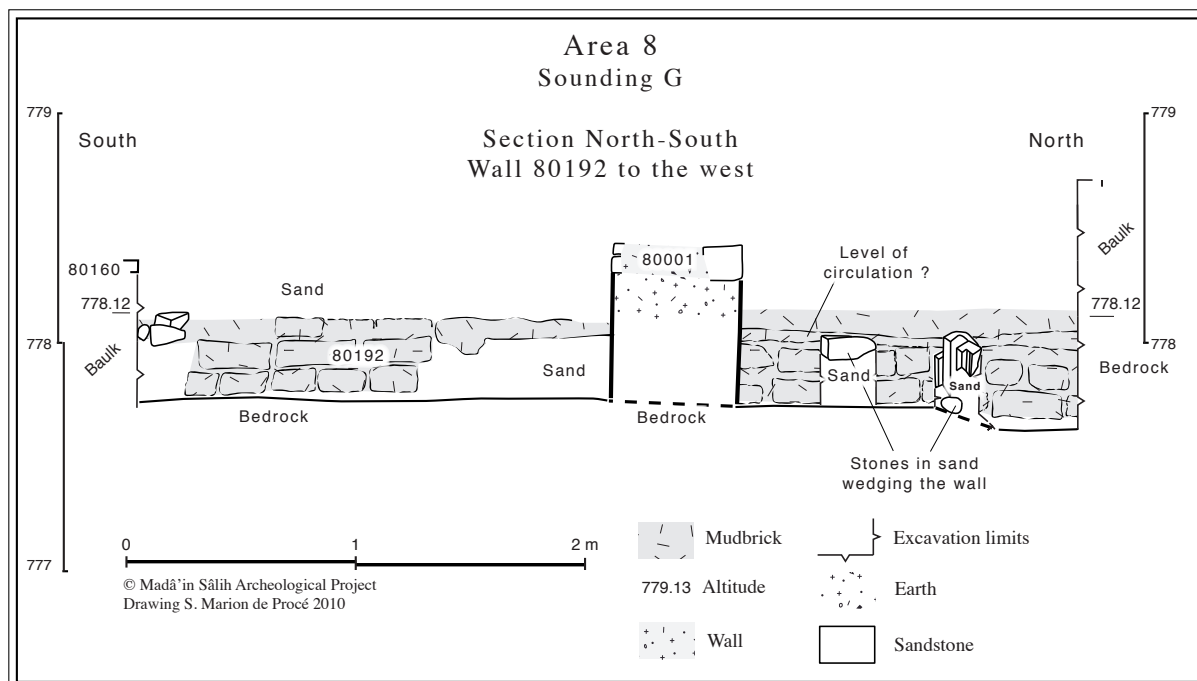 Area 8
Sounding G
Section North-South
Wall 80192 to the west
779
779
South
North
80160
778.12
Baulk
778
Sand
80192
Sand
Bedrock
80001
Bedrock
Level of
circulation ?
Sand
Sand
Stones in sand
wedging the wall
Baulk
778.12
778
Bedrock
777
0 1 2 m
© Madâ’in Sâlih Archeological Project
Drawing S. Marion de Procé 2010
Mudbrick
Excavation limits
779.13 Altitude
Earth
Wall
Sandstone